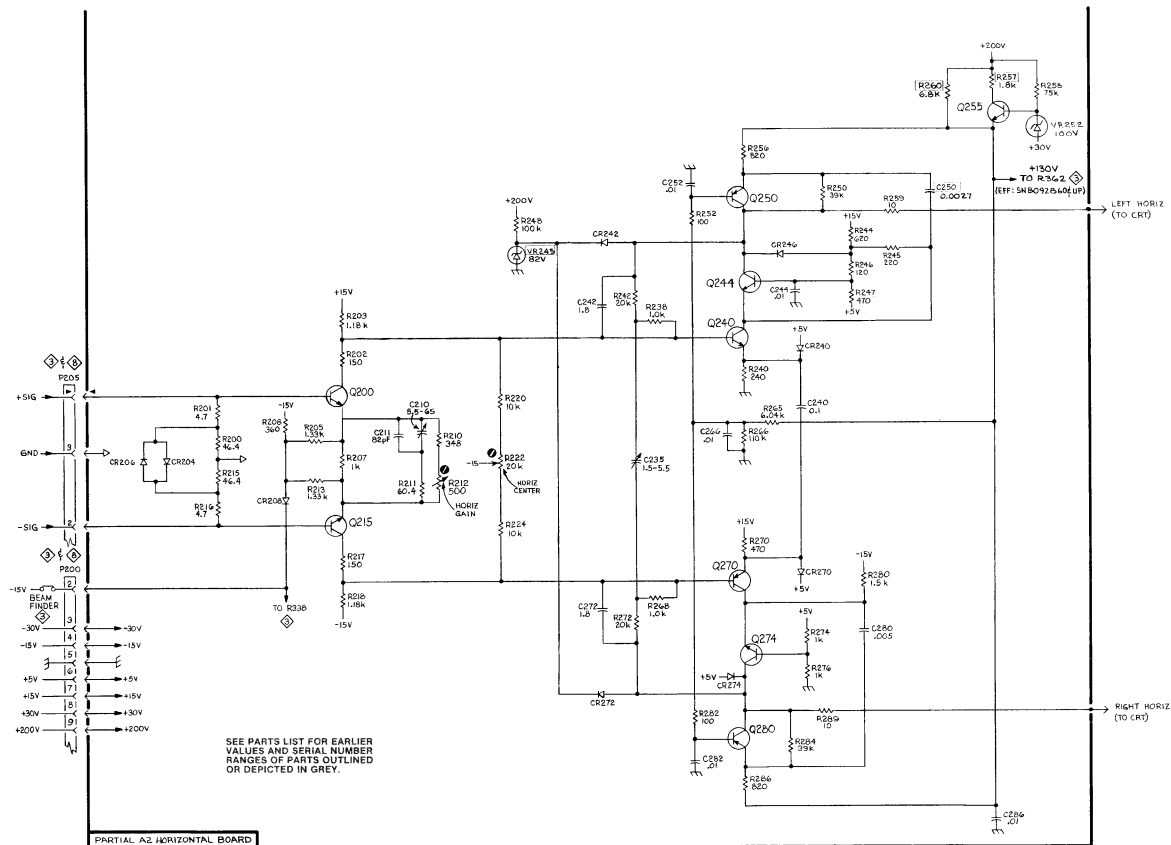 +200V
R260
6.8k
R257
1.8k
R258
75k
Q255
VR252
100V
+30V
R256
820
+130V
TO R362 3
(EFF: SN B092860 & UP)
C252
.01
Q250
R250
39k
C250
0.0027
R259
10
LEFT HORIZ
(TO CRT)
+200V
R248
100k
R252
100
+15V
R244
620
CR242
CR246
VR245
82V
R245
220
R246
120
Q244
C244
.01
R247
470
+5V
C242
1.8
R242
20k
R238
1.0k
+15V
R203
1.18k
Q240
+5V
CR240
R202
150
3 & 8
P205
R240
240
+SIG
Q200
R201
4.7
-15V
R208
360
R205
1.33k
C210
5.5-65
C211
82pF
R210
348
R220
10k
C240
0.1
R265
6.04k
C266
.01
R266
110k
R200
46.4
3
GND
CR206
CR204
R207
1k
-15
R222
20k
HORIZ
CENTER
C235
1.5-5.5
R215
46.4
R213
1.33k
R211
60.4
R212
500
HORIZ
GAIN
CR208
R216
4.7
-SIG
2
Q215
R224
10k
+15V
R270
470
R217
150
3 & 8
P200
-15V
R280
1.5k
Q270
CR270
+5V
-15V
2
BEAM
FINDER
3
R218
1.18k
-15V
TO R338
3
C272
1.8
R268
1.0k
R272
20k
+5V
R274
1k
C280
.005
3
-30V
-30V
4
-15V
-15V
5
Q274
R276
1k
6
+5V
+5V
+5V
CR274
7
+15V
+15V
CR272
8
+30V
+30V
9
+200V
+200V
R282
100
R289
10
RIGHT HORIZ
(TO CRT)
Q280
R284
39k
C282
.01
R286
820
SEE PARTS LIST FOR EARLIER
VALUES AND SERIAL NUMBER
RANGES OF PARTS OUTLINED
OR DEPICTED IN GREY.
C286
.01
PARTIAL A2 HORIZONTAL BOARD